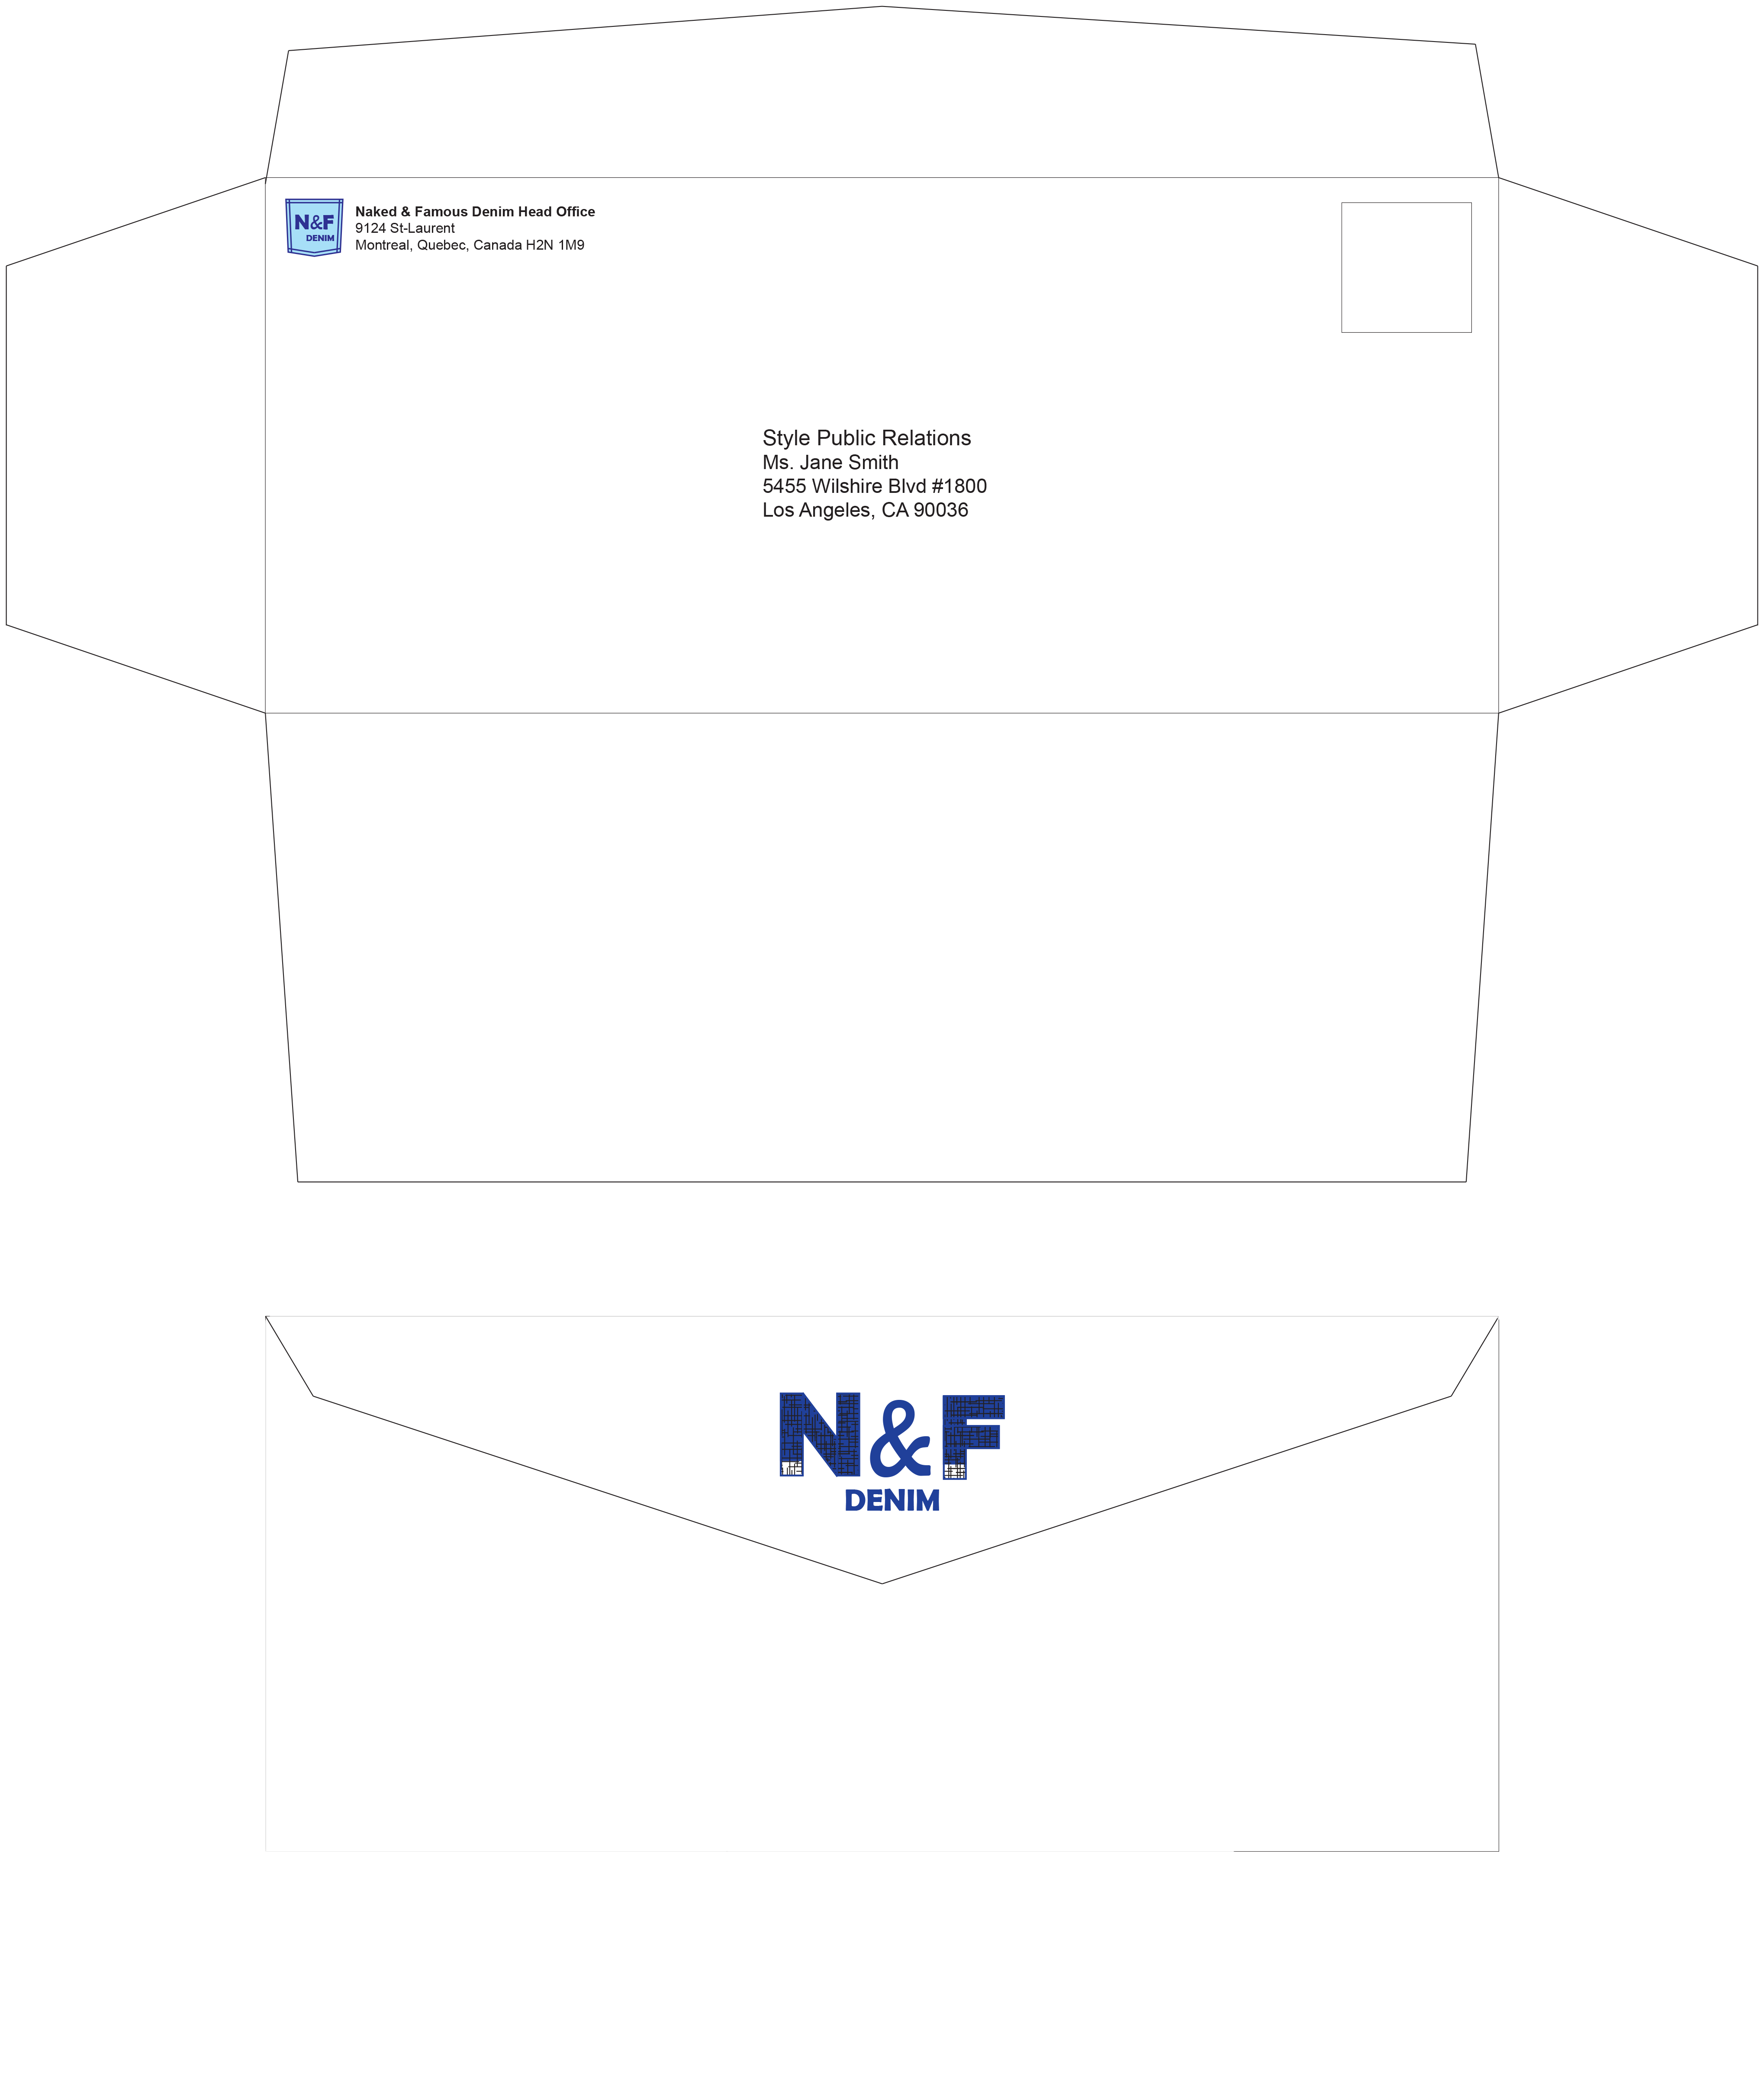 N&F
DENIM
Naked & Famous Denim Head Office
9124 St-Laurent
Montreal, Quebec, Canada H2N 1M9
Style Public Relations
Ms. Jane Smith
5455 Wilshire Blvd #1800
Los Angeles, CA 90036
N&F
DENIM